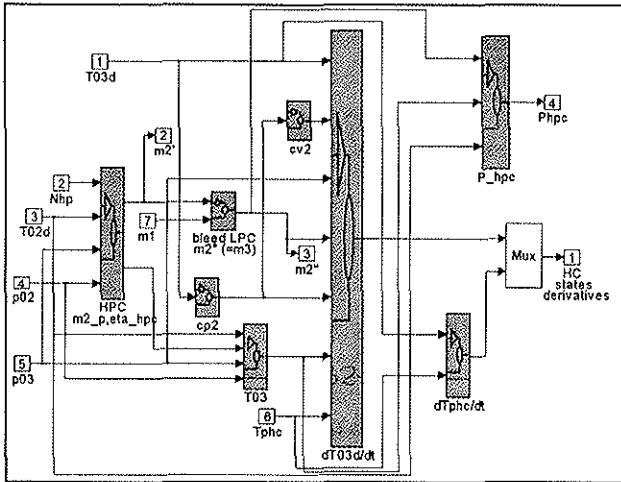 1
T03d
2
m2'
2
Nhp
3
T02d
4
p02
5
p03
HPC
m2_p,eta_hpc
7
m1
bleed LPC
m2" (=m3)
3
m2"
cv2
cp2
T03
6
Tphc
dT03d/dt
P_hpc
4
Phpc
Mux
1
HC
states
derivatives
dTphc/dt